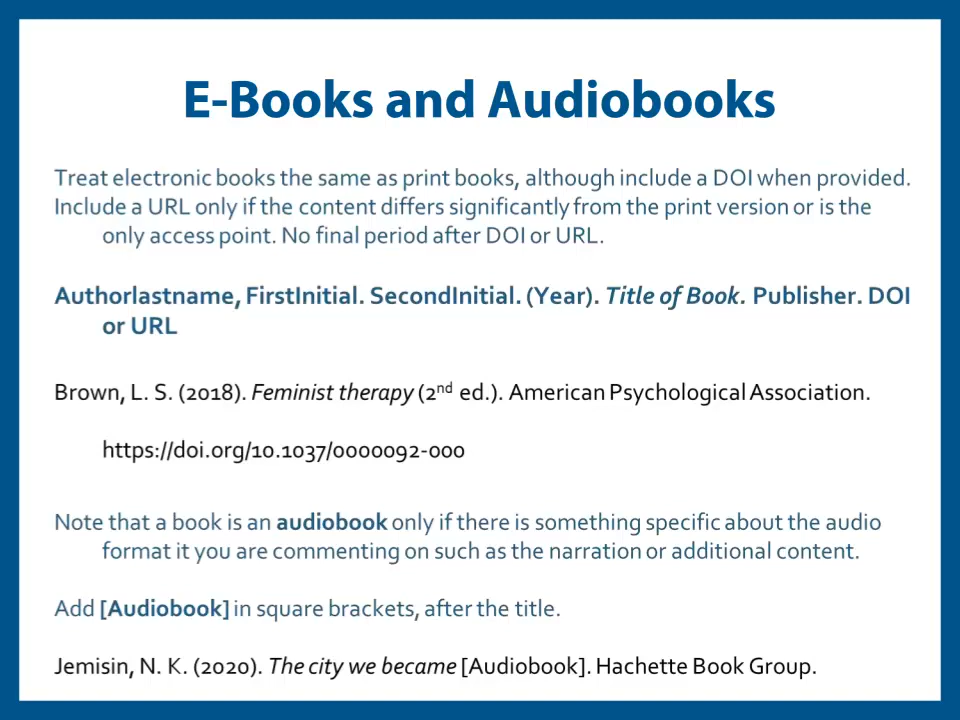 E-Books and Audiobooks
Treat electronic books the same as print books, although include a DOI when provided.
Include a URL only if the content differs significantly from the print version or is the
only access point. No final period after DOI or URL.
Authorlastname, FirstInitial. SecondInitial. (Year). Title of Book. Publisher. DOI
or URL
Brown, L. S. (2018). Feminist therapy (2nd ed.). American Psychological Association.
https://doi.org/10.1037/0000092-000
Note that a book is an audiobook only if there is something specific about the audio
format it you are commenting on such as the narration or additional content.
Add [Audiobook] in square brackets, after the title.
Jemisin, N. K. (2020). The city we became [Audiobook]. Hachette Book Group.